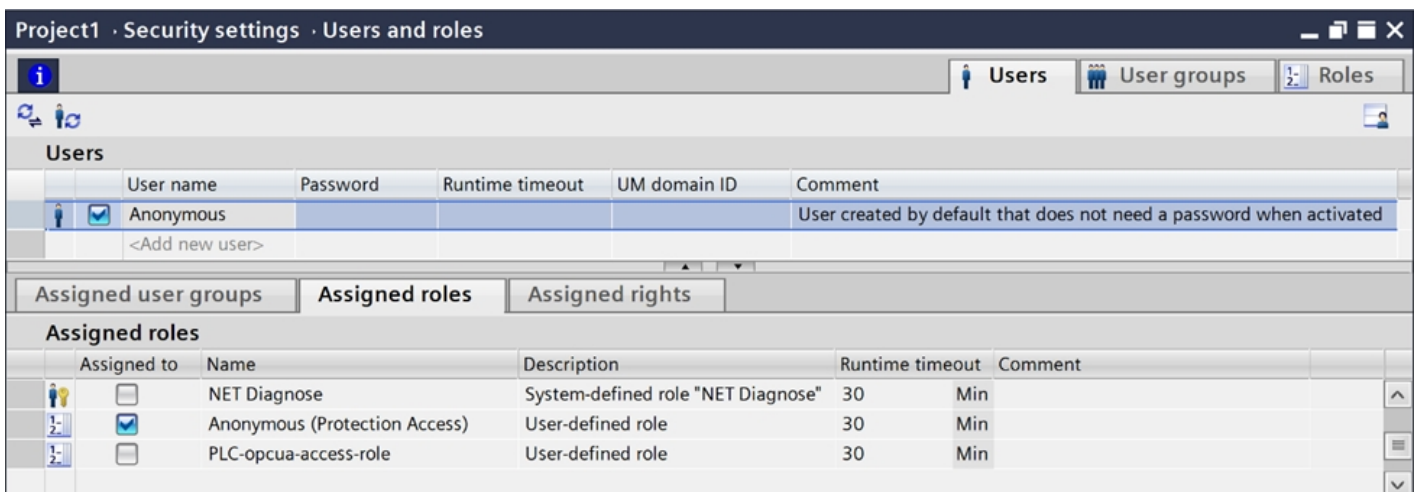 Project1 · Security settings · Users and roles
Users User groups Roles
Users
User name Password Runtime timeout UM domain ID Comment
Anonymous User created by default that does not need a password when activated
<Add new user>
Assigned user groups Assigned roles Assigned rights
Assigned roles
Assigned to Name Description Runtime timeout Comment
NET Diagnose System-defined role "NET Diagnose" 30 Min
Anonymous (Protection Access) User-defined role 30 Min
PLC-opcua-access-role User-defined role 30 Min